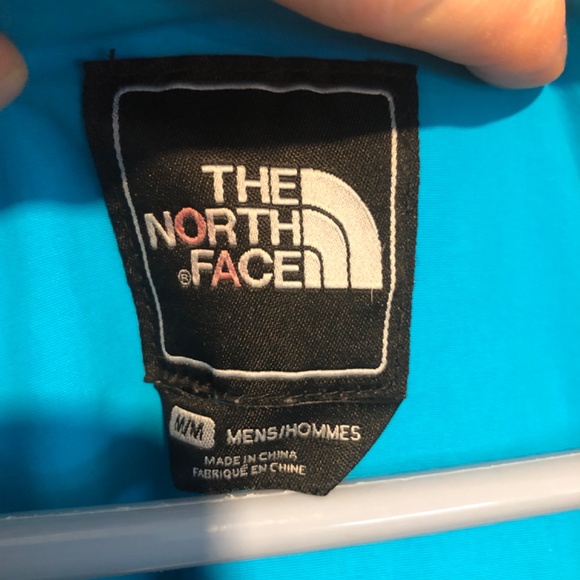 THE
NORTH
®FACE
M/M MENS/HOMMES
MADE IN CHINA
FABRIQUÉ EN CHINE